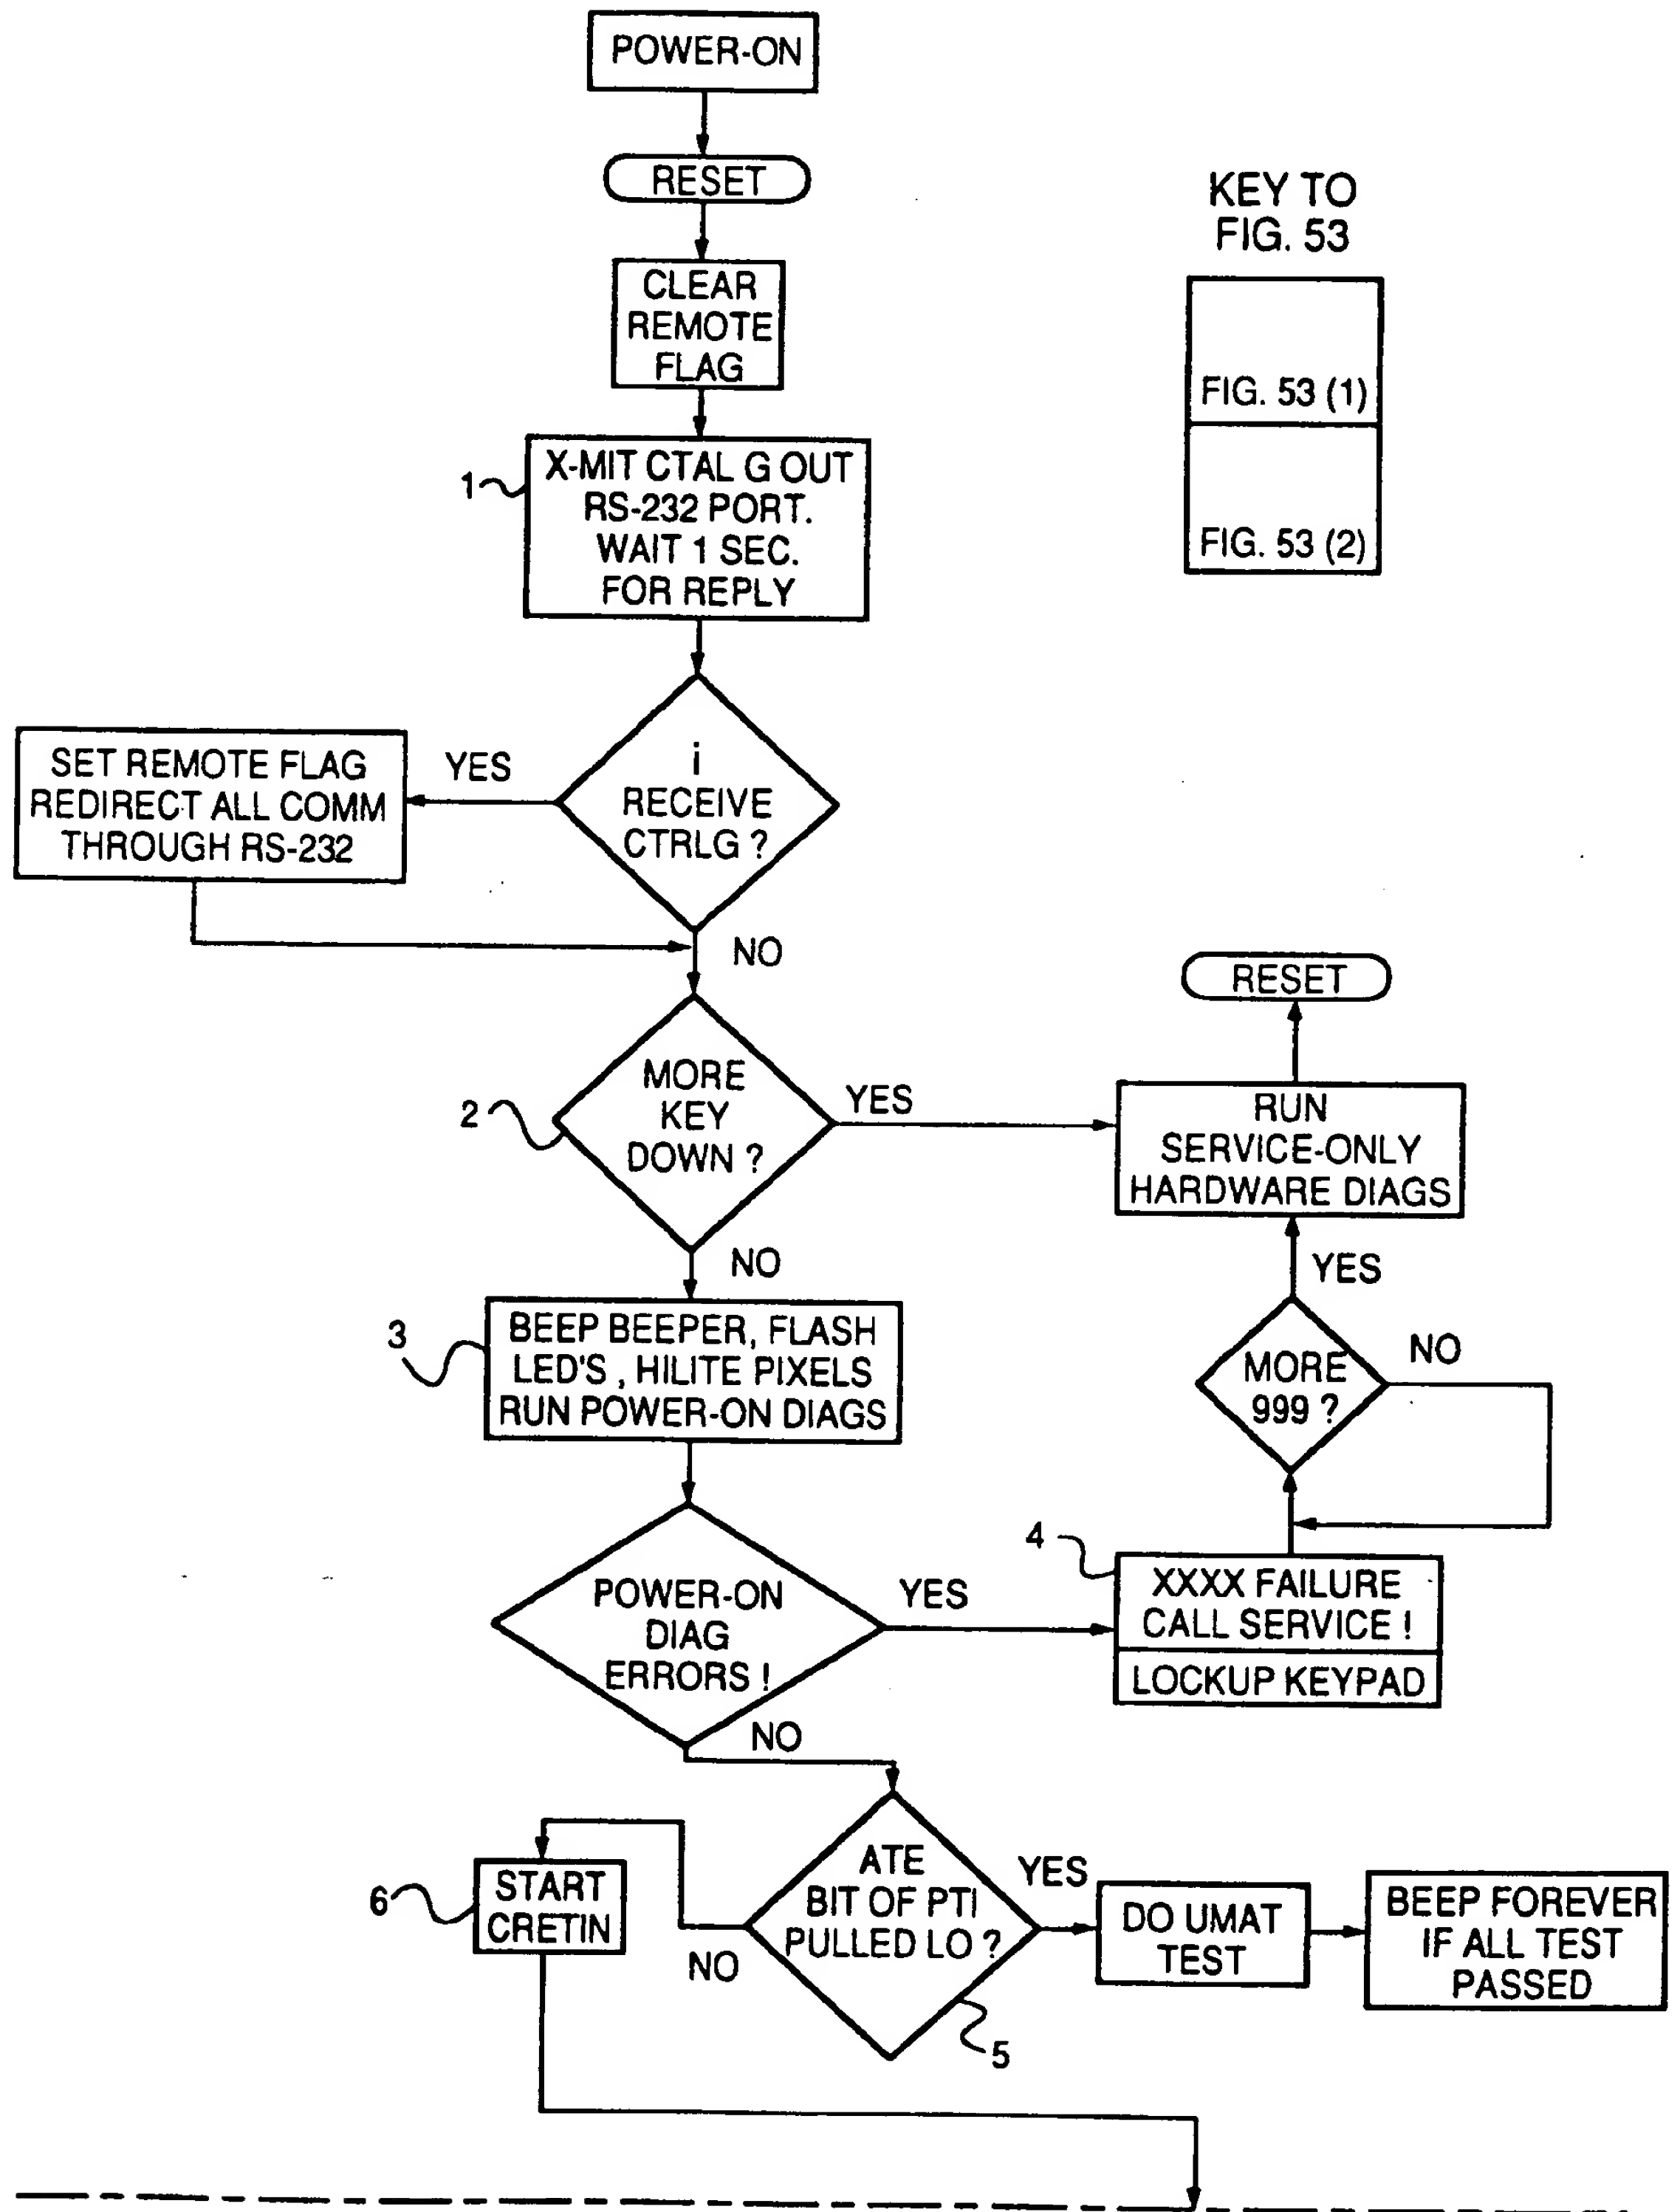 POWER-ON
RESET
KEY TO
FIG. 53
CLEAR
REMOTE
FLAG
FIG. 53 (1)
FIG. 53 (2)
1
X-MIT CTAL G OUT
RS-232 PORT.
WAIT 1 SEC.
FOR REPLY
i
RECEIVE
CTRLG ?
YES
SET REMOTE FLAG
REDIRECT ALL COMM
THROUGH RS-232
NO
RESET
2
MORE
KEY
DOWN ?
YES
RUN
SERVICE-ONLY
HARDWARE DIAGS
NO
YES
3
BEEP BEEPER, FLASH
LED'S , HILITE PIXELS
RUN POWER-ON DIAGS
MORE
999 ?
NO
4
XXXX FAILURE
CALL SERVICE !
LOCKUP KEYPAD
POWER-ON
DIAG
ERRORS !
YES
NO
6
START
CRETIN
ATE
BIT OF PTI
PULLED LO ?
YES
NO
DO UMAT
TEST
BEEP FOREVER
IF ALL TEST
PASSED
5